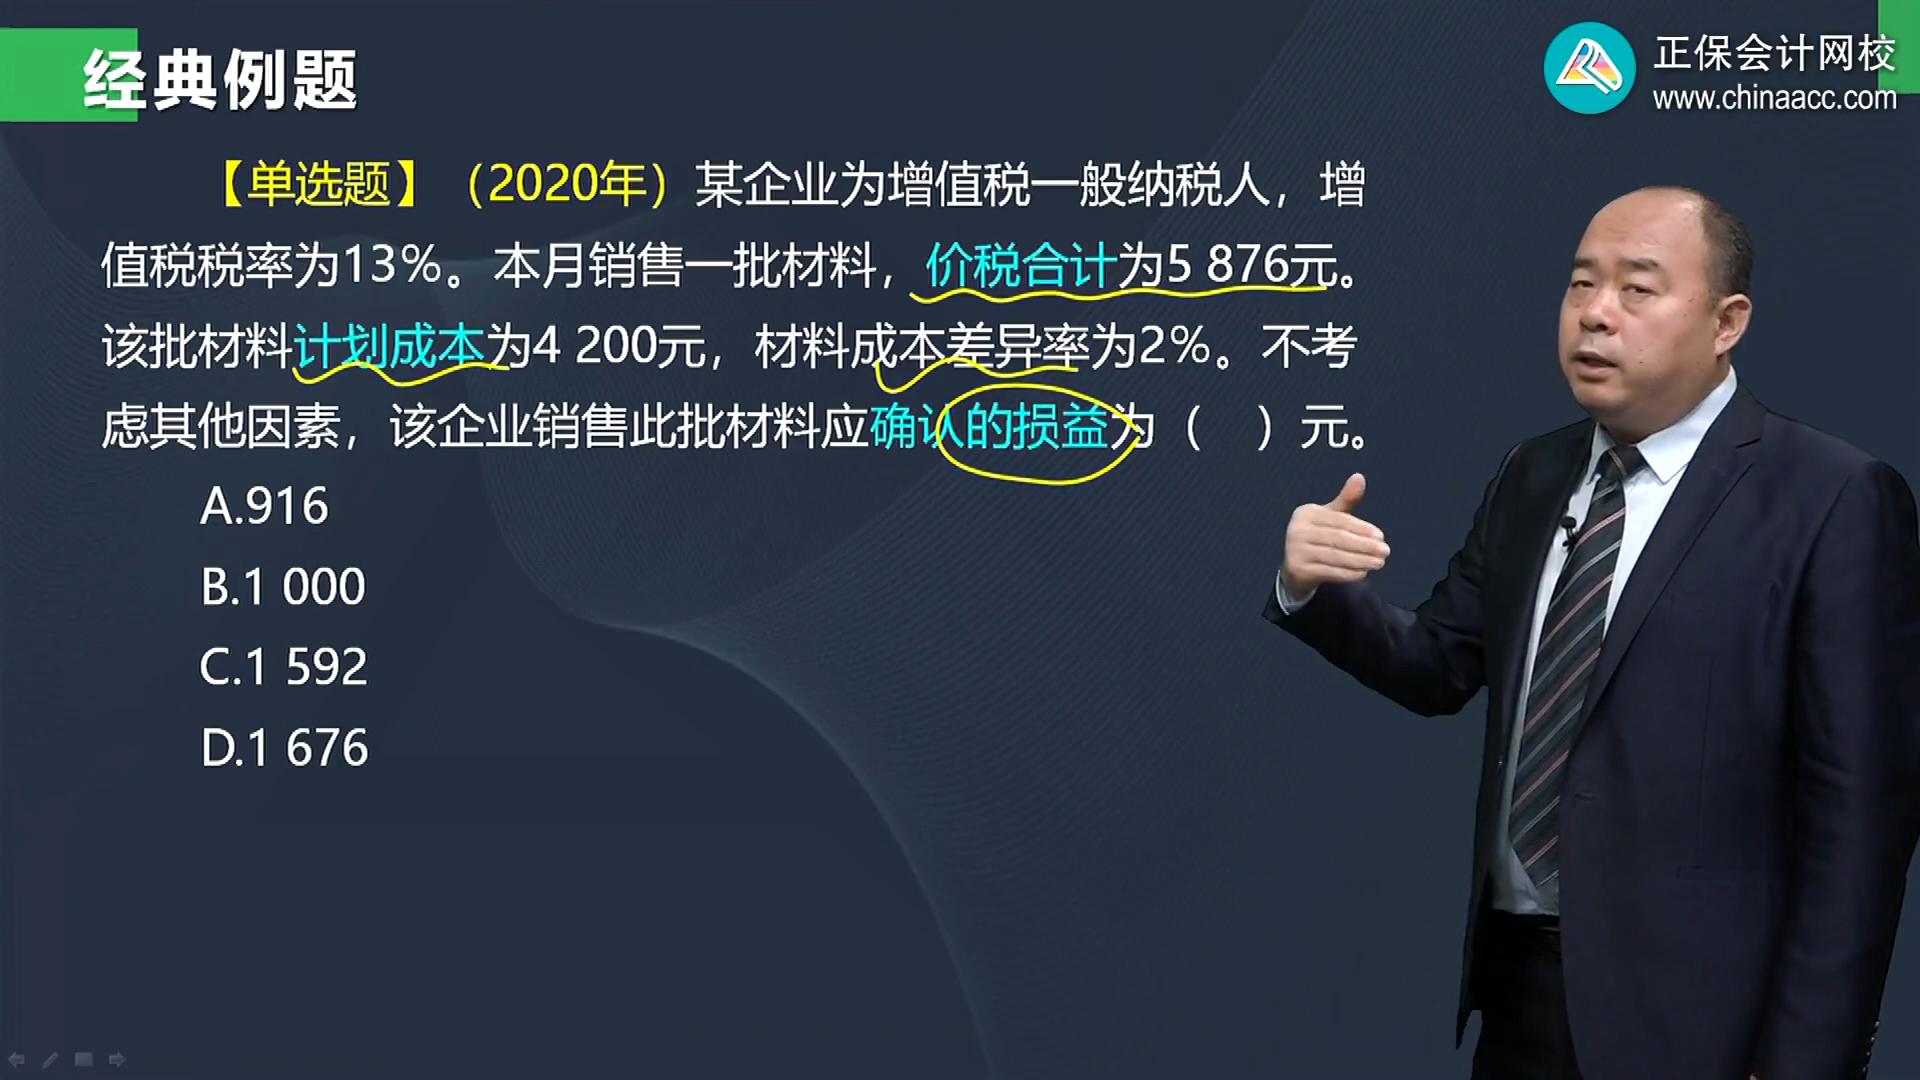 经典例题
正保会计网校
www.chinaacc.com
【单选题】（2020年）某企业为增值税一般纳税人，增
值税税率为13%。本月销售一批材料，价税合计为5 876元。
该批材料计划成本为4 200元，材料成本差异率为2%。不考
虑其他因素，该企业销售此批材料应确认的损益为（ ）元。
A.916
B.1 000
C.1 592
D.1 676